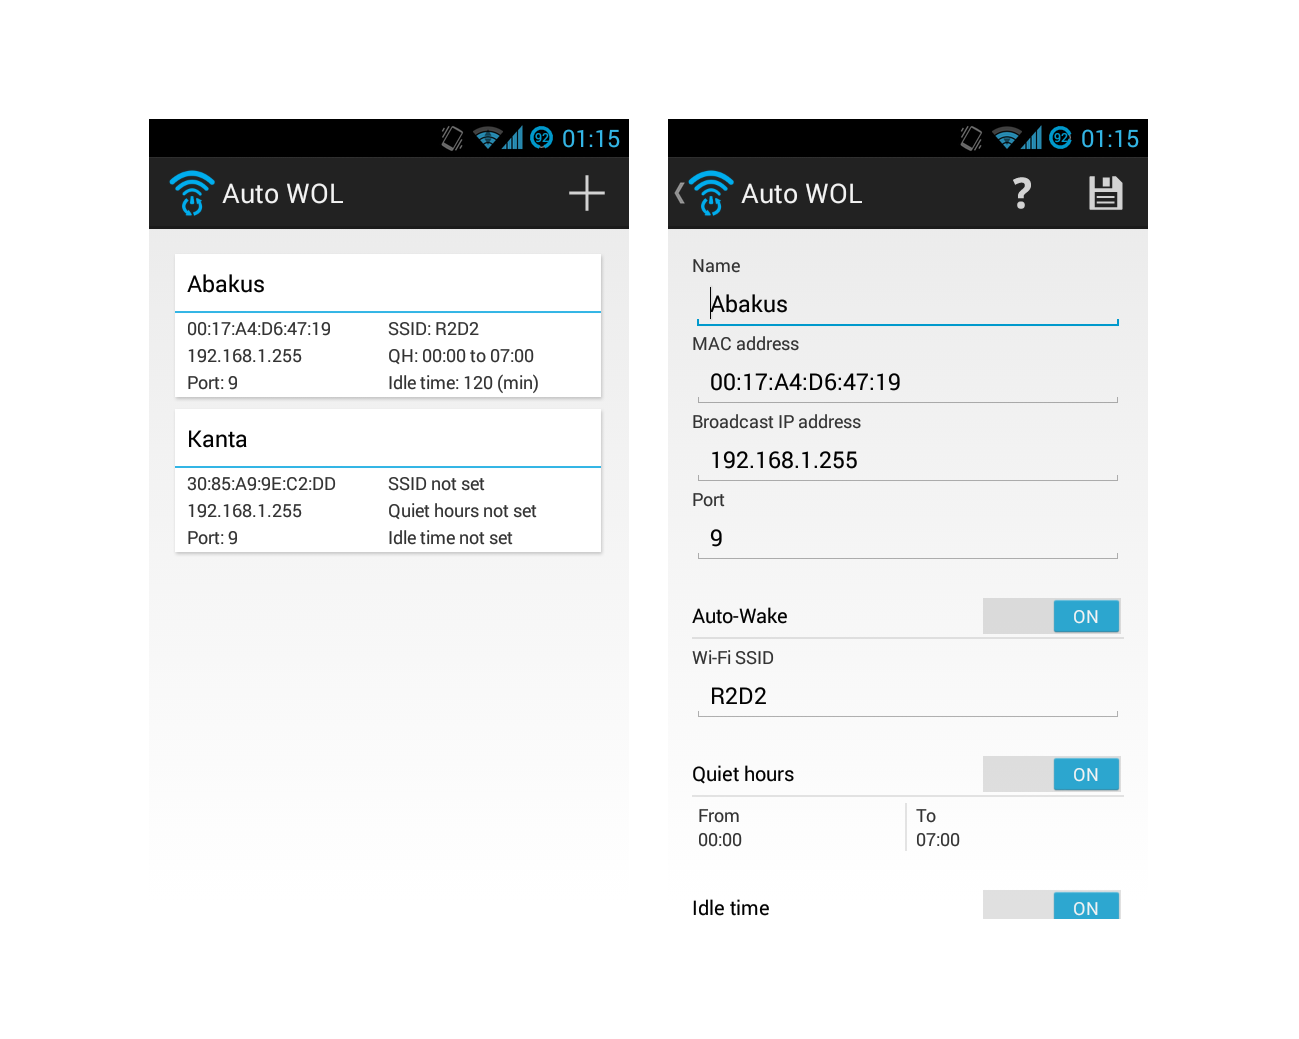 92 01:15
Auto WOL
Abakus
00:17:A4:D6:47:19 SSID: R2D2
192.168.1.255 QH: 00:00 to 07:00
Port: 9 Idle time: 120 (min)
Kanta
30:85:A9:9E:C2:DD SSID not set
192.168.1.255 Quiet hours not set
Port: 9 Idle time not set
92 01:15
Auto WOL ?
Name
Abakus
MAC address
00:17:A4:D6:47:19
Broadcast IP address
192.168.1.255
Port
9
Auto-Wake ON
Wi-Fi SSID
R2D2
Quiet hours ON
From To
00:00 07:00
Idle time ON